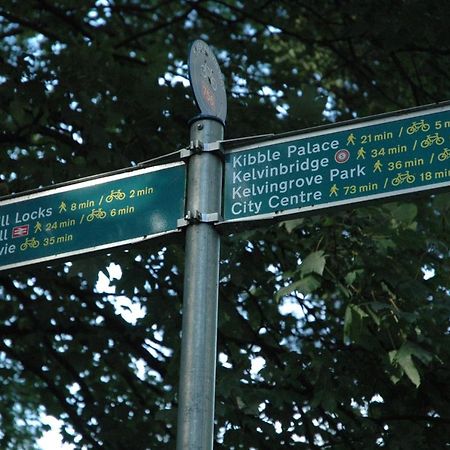 ll Locks 8 min / 2 min
ll 24 min / 6 min
vie 35 min
Kibble Palace 21 min / 5
Kelvinbridge 34 min /
Kelvingrove Park 36 min /
City Centre 73 min / 18 min